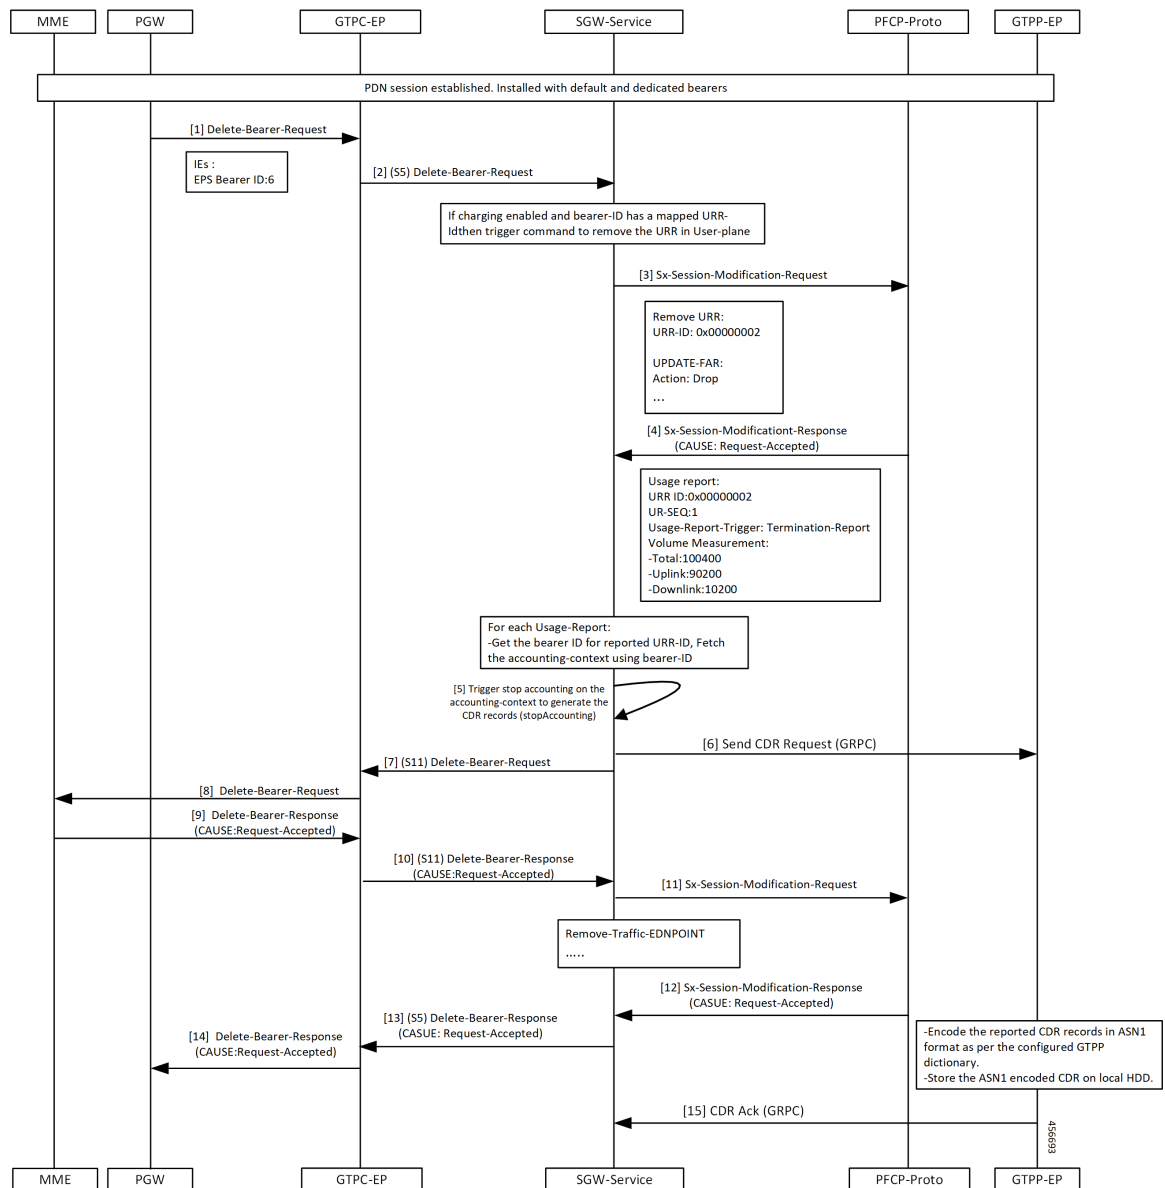 MME
PGW
GTPC-EP
SGW-Service
PFCP-Proto
GTPP-EP
PDN session established. Installed with default and dedicated bearers
[1] Delete-Bearer-Request
IEs :
EPS Bearer ID:6
[2] (S5) Delete-Bearer-Request
If charging enabled and bearer-ID has a mapped URR-
Idthen trigger command to remove the URR in User-plane
[3] Sx-Session-Modification-Request
Remove URR:
URR-ID: 0x00000002
UPDATE-FAR:
Action: Drop
...
[4] Sx-Session-Modificationt-Response
(CAUSE: Request-Accepted)
Usage report:
URR ID:0x00000002
UR-SEQ:1
Usage-Report-Trigger: Termination-Report
Volume Measurement:
-Total:100400
-Uplink:90200
-Downlink:10200
For each Usage-Report:
-Get the bearer ID for reported URR-ID, Fetch
the accounting-context using bearer-ID
[5] Trigger stop accounting on the
accounting-context to generate the
CDR records (stopAccounting)
[6] Send CDR Request (GRPC)
[7] (S11) Delete-Bearer-Request
[8] Delete-Bearer-Request
[9] Delete-Bearer-Response
(CAUSE:Request-Accepted)
[10] (S11) Delete-Bearer-Response
(CAUSE:Request-Accepted)
[11] Sx-Session-Modification-Request
Remove-Traffic-EDNPOINT
.....
[12] Sx-Session-Modification-Response
(CASUE: Request-Accepted)
[13] (S5) Delete-Bearer-Response
(CASUE: Request-Accepted)
[14] Delete-Bearer-Response
(CAUSE:Request-Accepted)
-Encode the reported CDR records in ASN1
format as per the configured GTPP
dictionary.
-Store the ASN1 encoded CDR on local HDD.
[15] CDR Ack (GRPC)
456693
MME
PGW
GTPC-EP
SGW-Service
PFCP-Proto
GTPP-EP